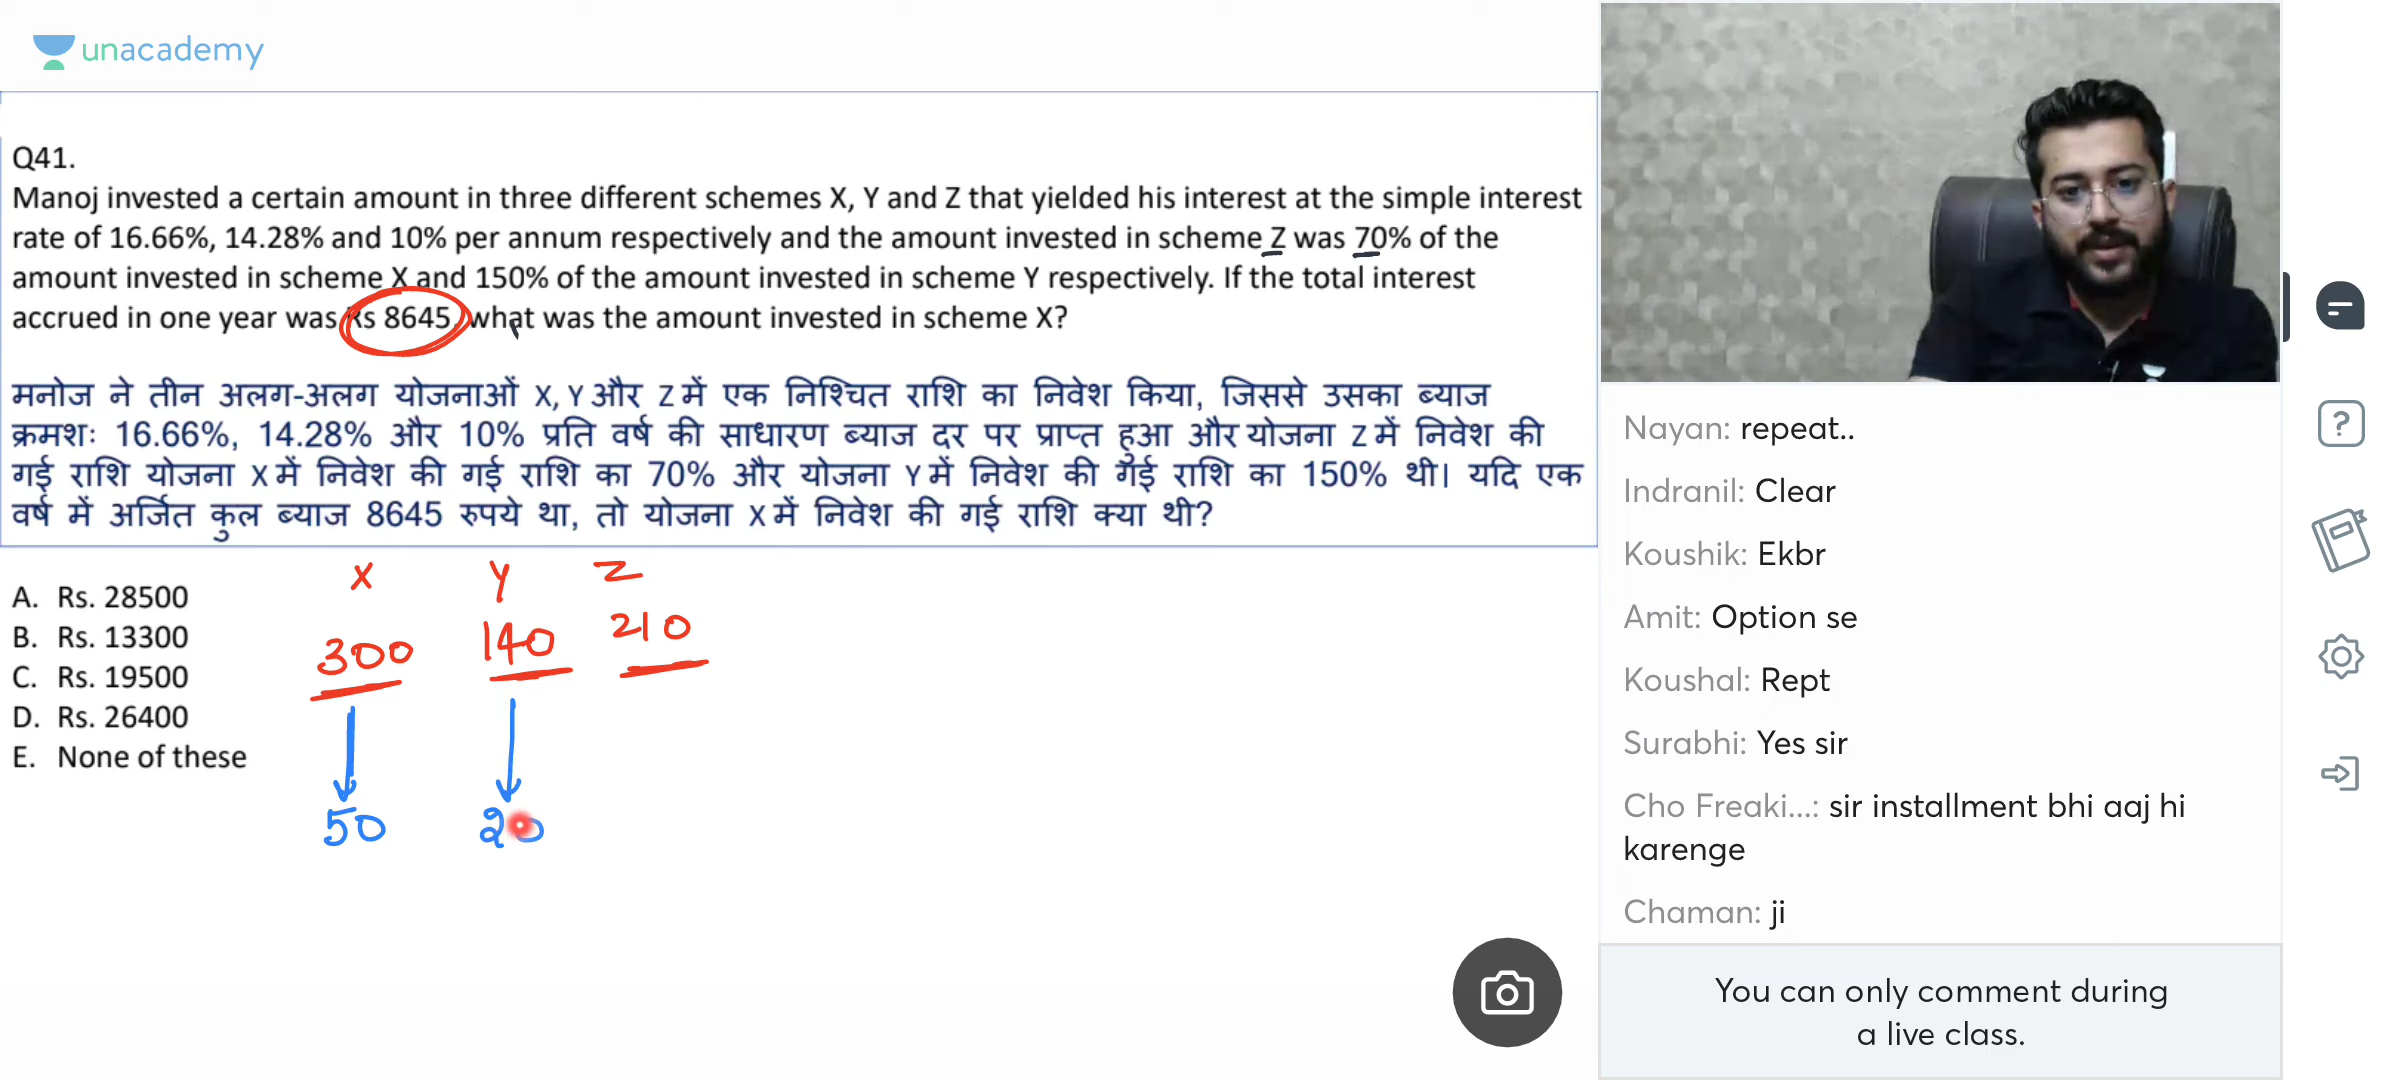 unacademy
Q41.
Manoj invested a certain amount in three different schemes X, Y and Z that yielded his interest at the simple interest
rate of 16.66%, 14.28% and 10% per annum respectively and the amount invested in scheme Z was 70% of the
amount invested in scheme X and 150% of the amount invested in scheme Y respectively. If the total interest
accrued in one year was Rs 8645, what was the amount invested in scheme X?
मनोज ने तीन अलग-अलग योजनाओं X, Y और Z में एक निश्चित राशि का निवेश किया, जिससे उसका ब्याज
क्रमशः 16.66%, 14.28% और 10% प्रति वर्ष की साधारण ब्याज दर पर प्राप्त हुआ और योजना Z में निवेश की
गई राशि योजना X में निवेश की गई राशि का 70% और योजना Y में निवेश की गई राशि का 150% थी। यदि एक
वर्ष में अर्जित कुल ब्याज 8645 रुपये था, तो योजना X में निवेश की गई राशि क्या थी?
A. Rs. 28500
B. Rs. 13300
C. Rs. 19500
D. Rs. 26400
E. None of these
X Y Z
300 140 210
50 20
Nayan: repeat..
Indranil: Clear
Koushik: Ekbr
Amit: Option se
Koushal: Rept
Surabhi: Yes sir
Cho Freaki...: sir installment bhi aaj hi
karenge
Chaman: ji
You can only comment during
a live class.
?